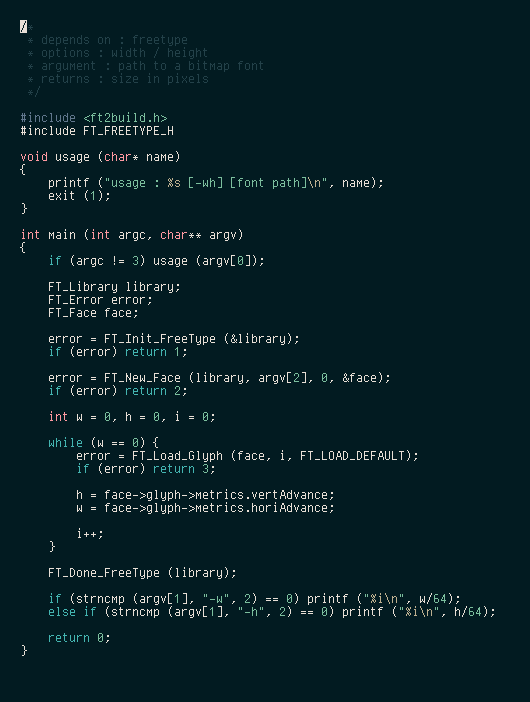 /*
 * depends on : freetype
 * options : width / height
 * argument : path to a bitmap font
 * returns : size in pixels
 */

#include <ft2build.h>
#include FT_FREETYPE_H

void usage (char* name)
{
    printf ("usage : %s [-wh] [font path]\n", name);
    exit (1);
}

int main (int argc, char** argv)
{
    if (argc != 3) usage (argv[0]);

    FT_Library library;
    FT_Error error;
    FT_Face face;

    error = FT_Init_FreeType (&library);
    if (error) return 1;

    error = FT_New_Face (library, argv[2], 0, &face);
    if (error) return 2;

    int w = 0, h = 0, i = 0;

    while (w == 0) {
        error = FT_Load_Glyph (face, i, FT_LOAD_DEFAULT);
        if (error) return 3;

        h = face->glyph->metrics.vertAdvance;
        w = face->glyph->metrics.horiAdvance;

        i++;
    }

    FT_Done_FreeType (library);

    if (strncmp (argv[1], "-w", 2) == 0) printf ("%i\n", w/64);
    else if (strncmp (argv[1], "-h", 2) == 0) printf ("%i\n", h/64);

    return 0;
}